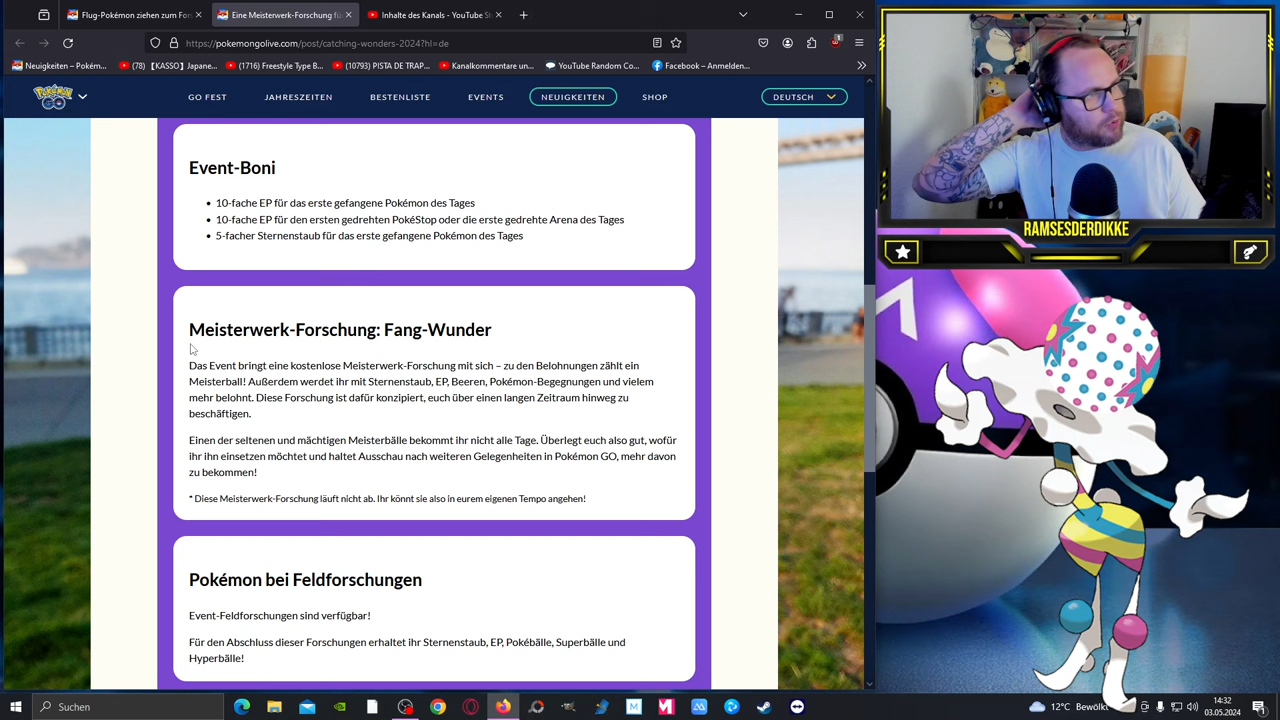 Flug-Pokémon ziehen zum Fors
Eine Meisterwerk-Forschung fü
Inhalte des Kanals - YouTube St
https://pokemongolive.com/post/catching-wonders-2024?hl=de
1
Neuigkeiten – Pokém...
(78) 【KASSO】Japane...
(1716) Freestyle Type B...
(10793) PISTA DE TRAP...
Kanalkommentare un...
YouTube Random Co...
Facebook – Anmelden...
Pokémon GO
GO FEST
JAHRESZEITEN
BESTENLISTE
EVENTS
NEUIGKEITEN
SHOP
DEUTSCH
Event-Boni
• 10-fache EP für das erste gefangene Pokémon des Tages
• 10-fache EP für den ersten gedrehten PokéStop oder die erste gedrehte Arena des Tages
• 5-facher Sternenstaub für das erste gefangene Pokémon des Tages
Meisterwerk-Forschung: Fang-Wunder
Das Event bringt eine kostenlose Meisterwerk-Forschung mit sich – zu den Belohnungen zählt ein
Meisterball! Außerdem werdet ihr mit Sternenstaub, EP, Beeren, Pokémon-Begegnungen und vielem
mehr belohnt. Diese Forschung ist dafür konzipiert, euch über einen langen Zeitraum hinweg zu
beschäftigen.
Einen der seltenen und mächtigen Meisterbälle bekommt ihr nicht alle Tage. Überlegt euch also gut, wofür
ihr ihn einsetzen möchtet und haltet Ausschau nach weiteren Gelegenheiten in Pokémon GO, mehr davon
zu bekommen!
* Diese Meisterwerk-Forschung läuft nicht ab. Ihr könnt sie also in eurem eigenen Tempo angehen!
Pokémon bei Feldforschungen
Event-Feldforschungen sind verfügbar!
Für den Abschluss dieser Forschungen erhaltet ihr Sternenstaub, EP, Pokébälle, Superbälle und
Hyperbälle!
RAMSESDERDIKKE
Suchen
12°C Bewölkt
14:32
03.05.2024